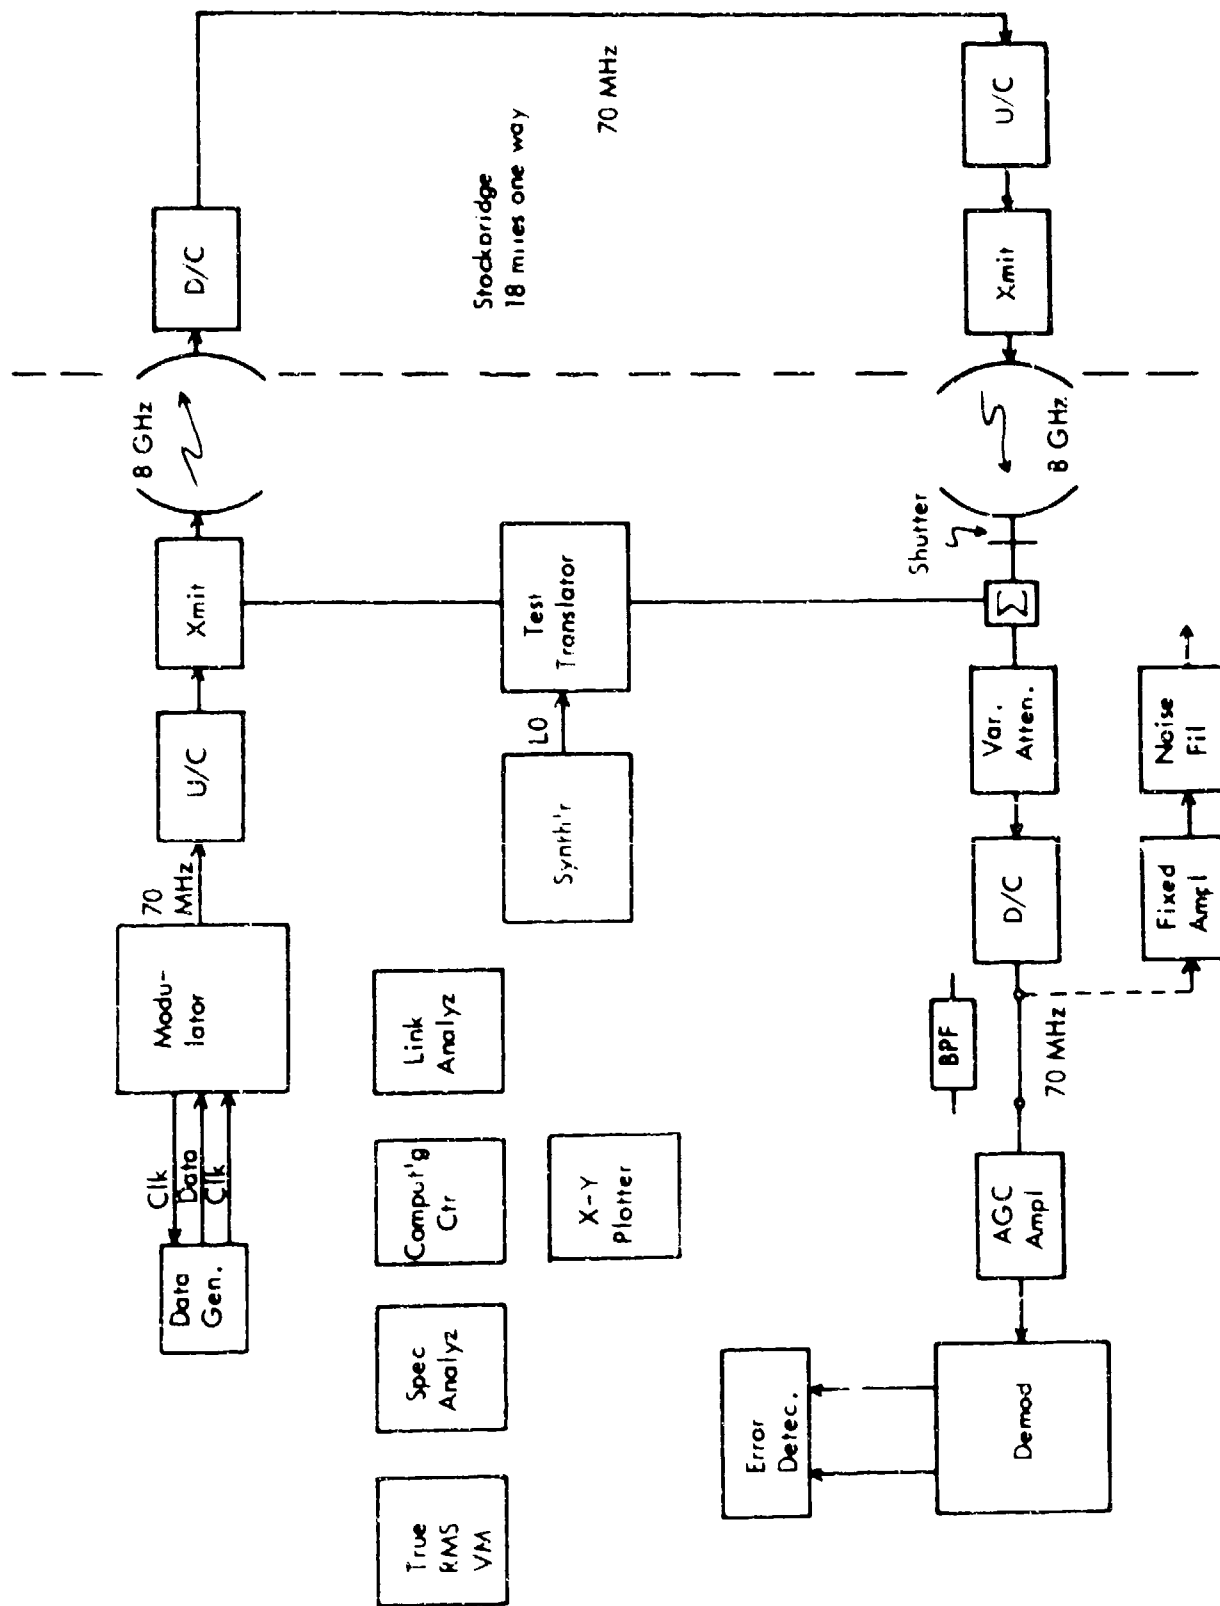 Data
Gen.
Clk
Data
Clk
Modu-
lator
70
MHz
U/C
Xmit
8 GHz
D/C
True
RMS
VM
Spec
Analyz
Comput'g
Ctr
Link
Analyz
X-Y
Plotter
Synth'r
LO
Test
Translator
Stockbridge
18 miles one way
70 MHz
Error
Detec.
Demod
AGC
Ampl
BPF
70 MHz
D/C
Var.
Atten.
Σ
Shutter
8 GHz
Xmit
U/C
Fixed
Ampl
Noise
Fil